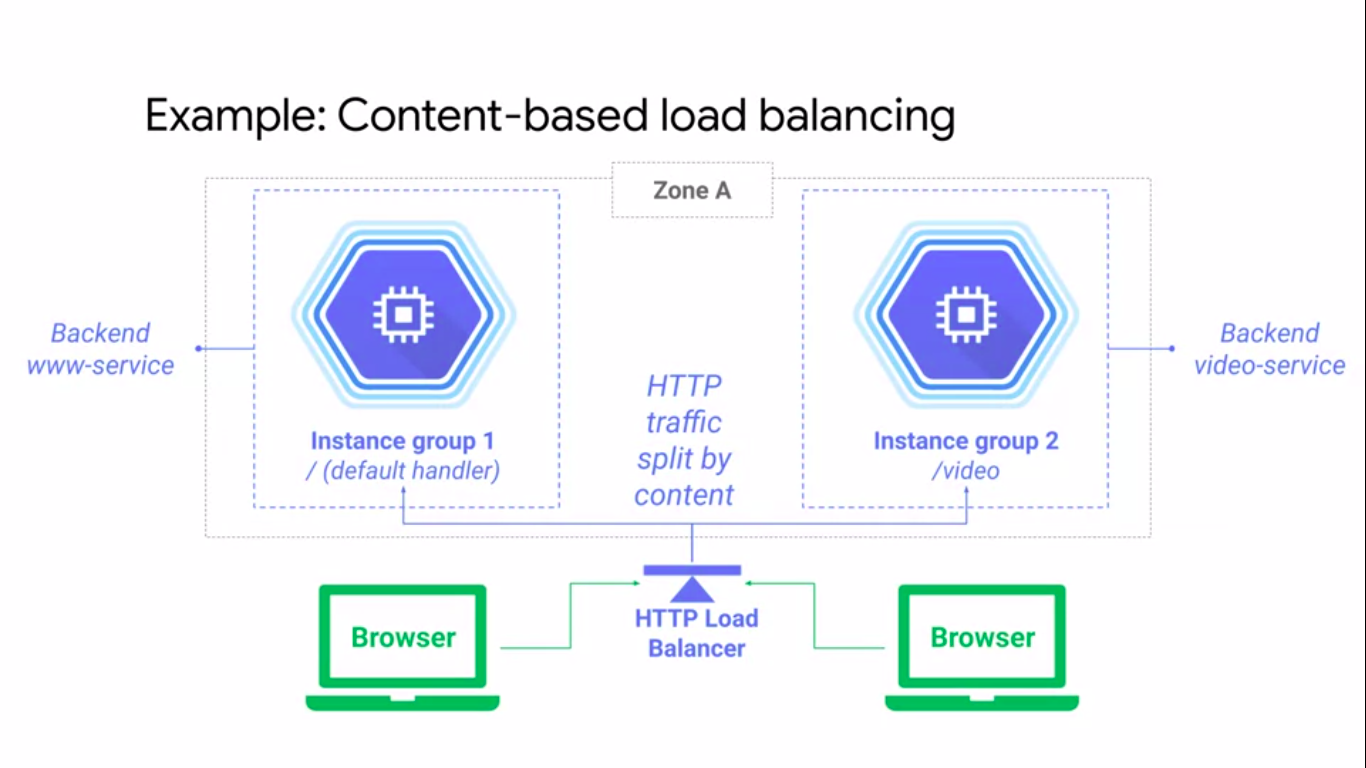 Example: Content-based load balancing
Zone A
Backend
www-service
Instance group 1
/ (default handler)
HTTP
traffic
split by
content
Instance group 2
/video
Backend
video-service
Browser
HTTP Load
Balancer
Browser